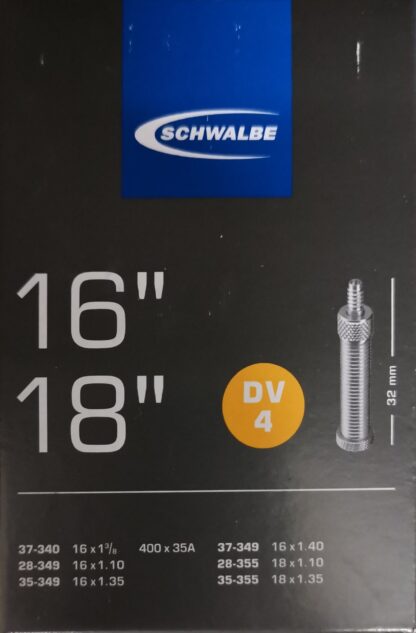 SCHWALBE
16"
18"
DV
4
32 mm
37-340 16 x 1³/₈ 400 x 35A
28-349 16 x 1.10
35-349 16 x 1.35
37-349 16 x 1.40
28-355 18 x 1.10
35-355 18 x 1.35